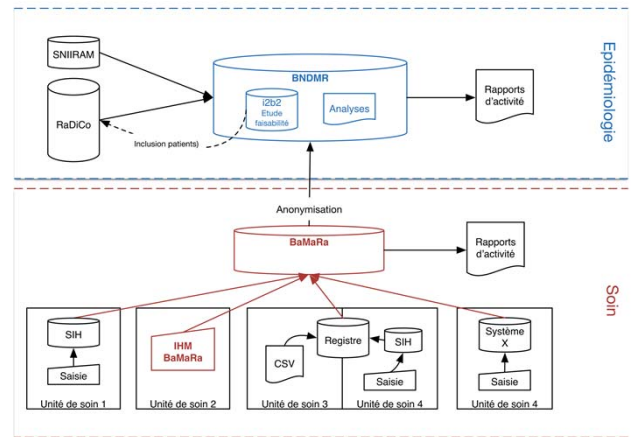 SNIIRAM
RaDiCo
Inclusion patients)
BNDMR
i2b2
Etude
faisabilité
Analyses
Rapports
d'activité
Epidémiologie
Anonymisation
BaMaRa
Rapports
d'activité
Soin
SIH
Saisie
Unité de soin 1
IHM
BaMaRa
Unité de soin 2
CSV
Registre
Unité de soin 3
SIH
Saisie
Unité de soin 4
Système
X
Saisie
Unité de soin 4